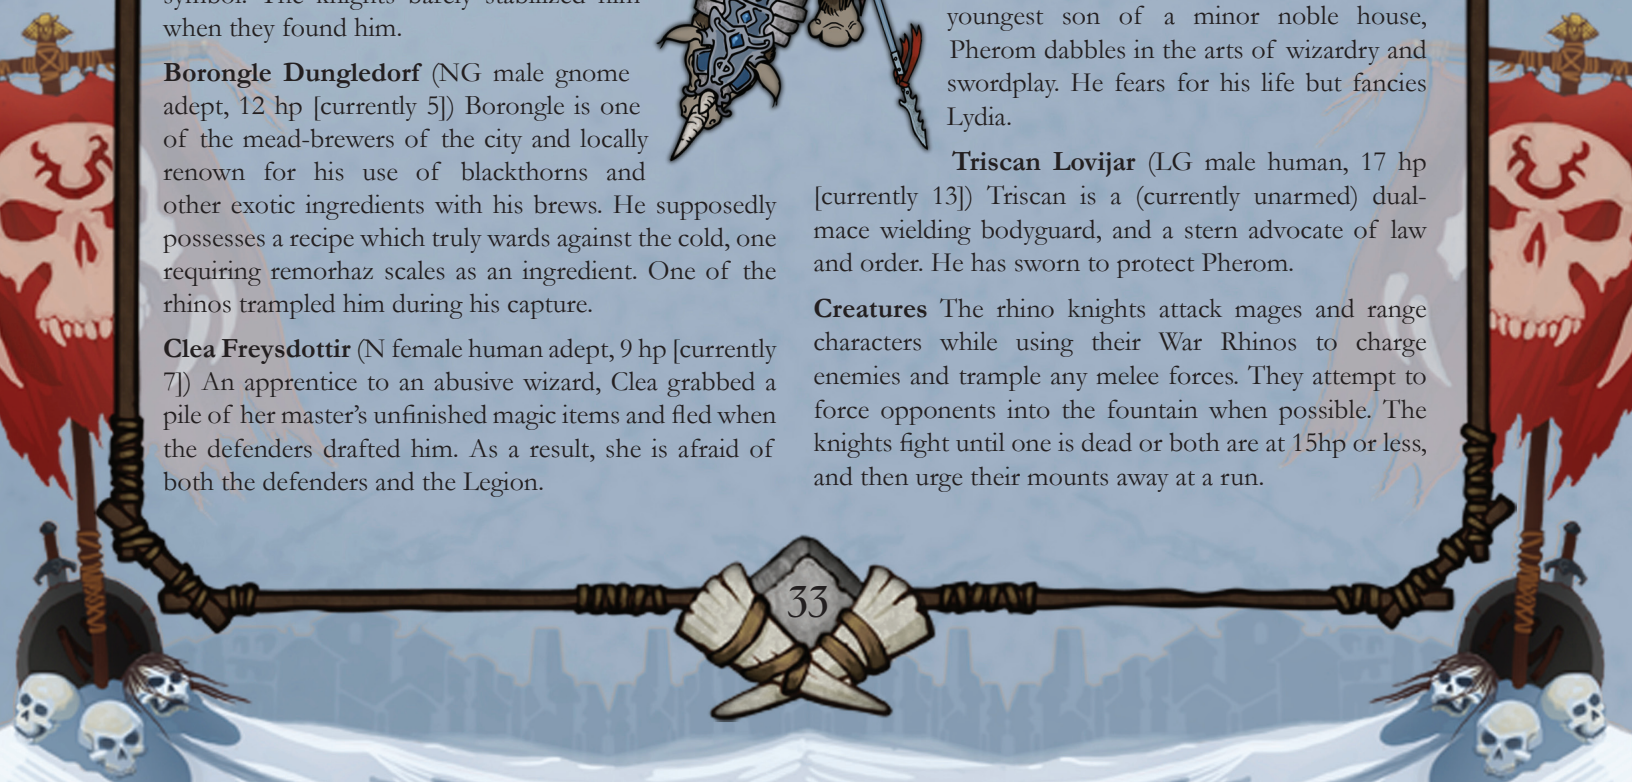 symbol. The knights barely stabilized him
when they found him.
Borongle Dungledorf (NG male gnome
adept, 12 hp [currently 5]) Borongle is one
of the mead-brewers of the city and locally
renown for his use of blackthorns and
other exotic ingredients with his brews. He supposedly
possesses a recipe which truly wards against the cold, one
requiring remorhaz scales as an ingredient. One of the
rhinos trampled him during his capture.
Clea Freysdottir (N female human adept, 9 hp [currently
7]) An apprentice to an abusive wizard, Clea grabbed a
pile of her master's unfinished magic items and fled when
the defenders drafted him. As a result, she is afraid of
both the defenders and the Legion.
youngest son of a minor noble house,
Pherom dabbles in the arts of wizardry and
swordplay. He fears for his life but fancies
Lydia.
Triscan Lovijar (LG male human, 17 hp
[currently 13]) Triscan is a (currently unarmed) dual-
mace wielding bodyguard, and a stern advocate of law
and order. He has sworn to protect Pherom.
Creatures The rhino knights attack mages and range
characters while using their War Rhinos to charge
enemies and trample any melee forces. They attempt to
force opponents into the fountain when possible. The
knights fight until one is dead or both are at 15hp or less,
and then urge their mounts away at a run.
33